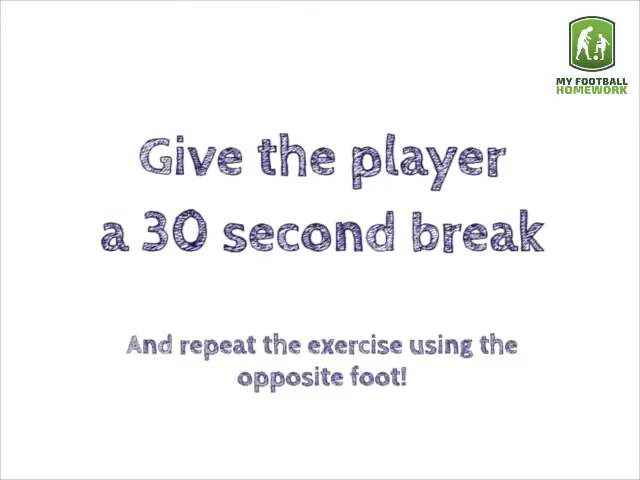 MY FOOTBALL
HOMEWORK
Give the player
a 30 second break
And repeat the exercise using the
opposite foot!